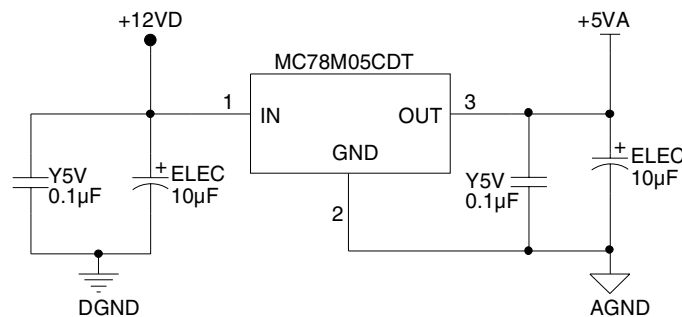 +12VD
+5VA
MC78M05CDT
1
3
IN
OUT
GND
+
ELEC
10µF
Y5V
0.1µF
+
ELEC
10µF
Y5V
0.1µF
2
DGND
AGND